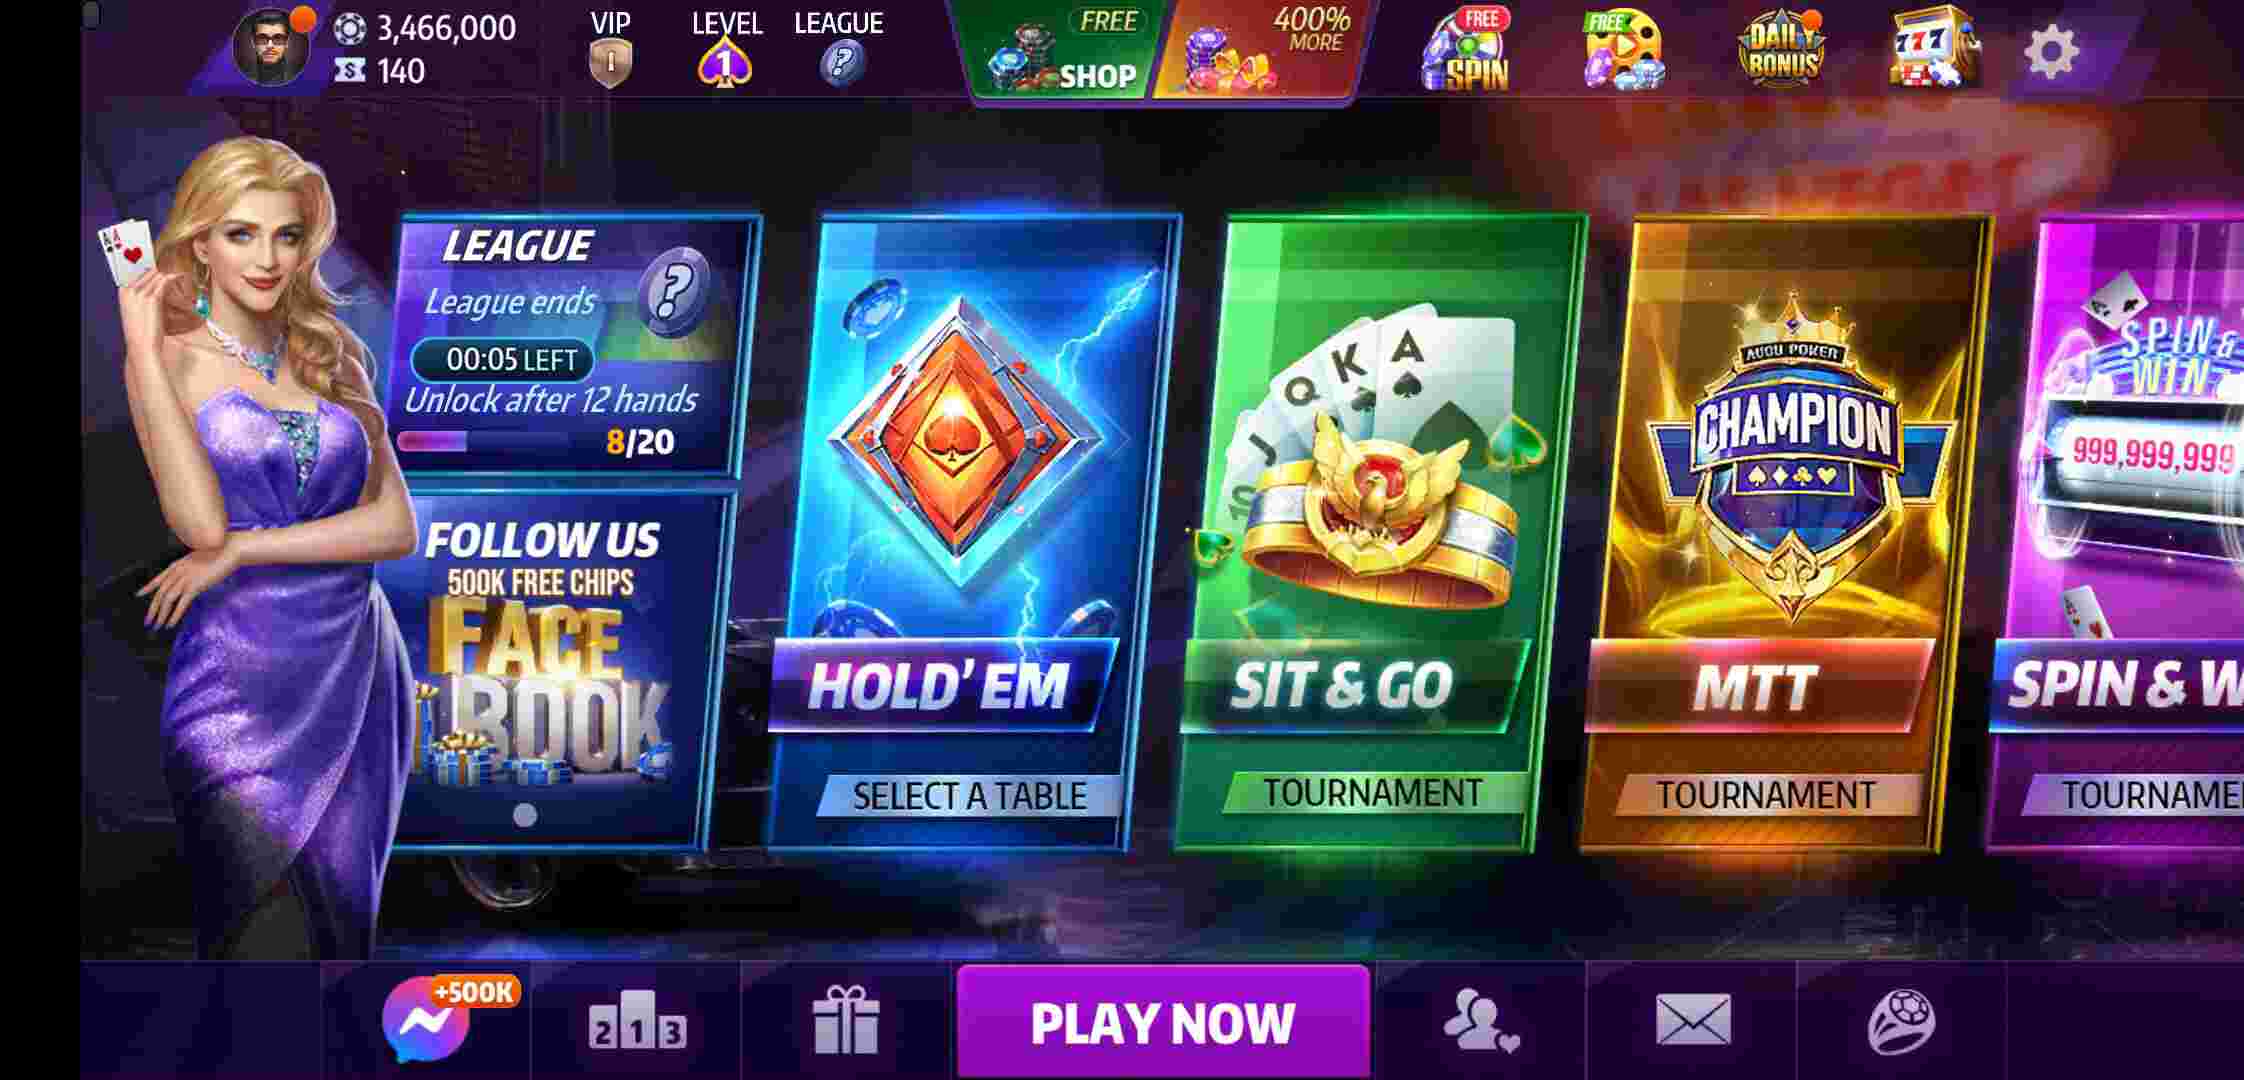 3,466,000
140
VIP
1
LEVEL
1
LEAGUE
?
FREE
SHOP
400%
MORE
FREE
SPIN
FREE
DAILY
BONUS
777
LEAGUE
League ends
?
00:05 LEFT
Unlock after 12 hands
8/20
FOLLOW US
500K FREE CHIPS
FACE
BOOK
HOLD'EM
SELECT A TABLE
10 J Q K A
SIT & GO
TOURNAMENT
CHAMPION
MTT
TOURNAMENT
SPIN &
WIN
999,999,999
SPIN & W
TOURNAME
+500K
2 1 3
PLAY NOW